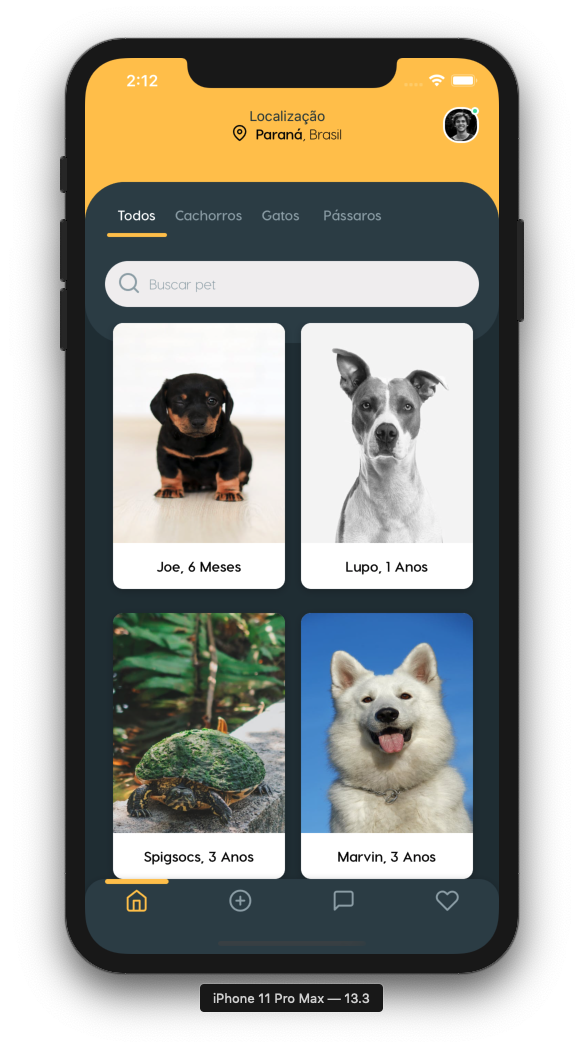 2:12
Localização
Paraná, Brasil
Todos Cachorros Gatos Pássaros
Buscar pet
Joe, 6 Meses
Lupo, 1 Anos
Spigsocs, 3 Anos
Marvin, 3 Anos
iPhone 11 Pro Max — 13.3